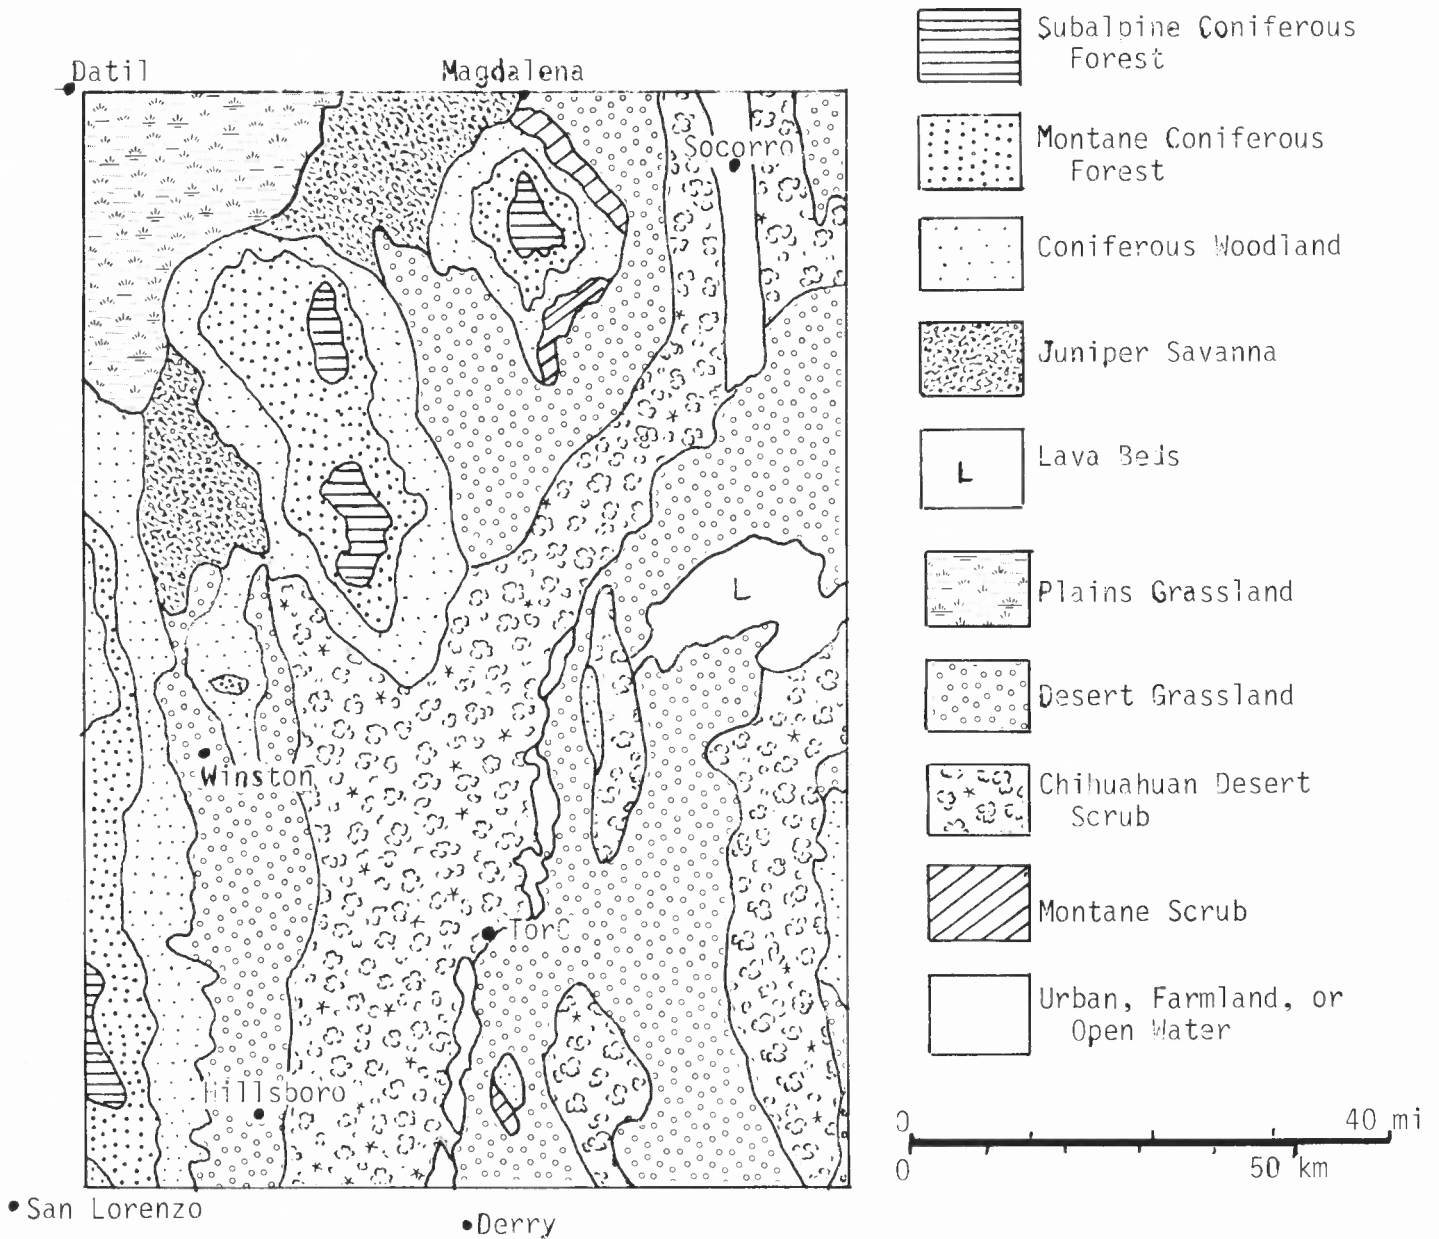 Datil
Magdalena
Socorro
L
Winston
TorC
Hillsboro
San Lorenzo
Derry
Subalpine Coniferous
Forest
Montane Coniferous
Forest
Coniferous Woodland
Juniper Savanna
L
Lava Beds
Plains Grassland
Desert Grassland
Chihuahuan Desert
Scrub
Montane Scrub
Urban, Farmland, or
Open Water
0 40 mi
0 50 km